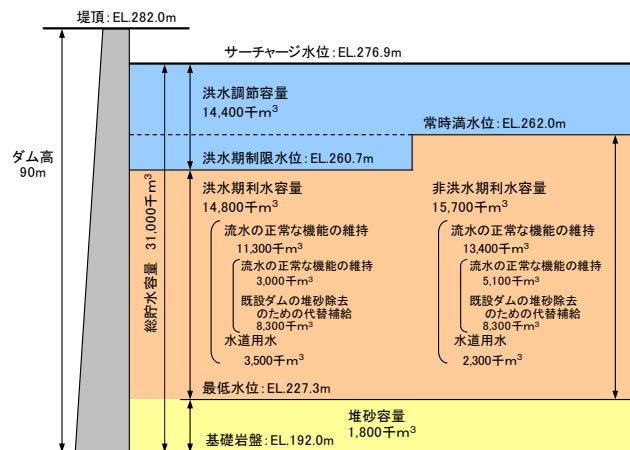 堤頂：EL.282.0m
サーチャージ水位：EL.276.9m
洪水調節容量
14,400千m³
常時満水位：EL.262.0m
ダム高
90m
洪水期制限水位：EL.260.7m
総貯水容量 31,000千m³
洪水期利水容量
14,800千m³
流水の正常な機能の維持
11,300千m³
流水の正常な機能の維持
3,000千m³
既設ダムの堆砂除去
のための代替補給
8,300千m³
水道用水
3,500千m³
非洪水期利水容量
15,700千m³
流水の正常な機能の維持
13,400千m³
流水の正常な機能の維持
5,100千m³
既設ダムの堆砂除去
のための代替補給
8,300千m³
水道用水
2,300千m³
最低水位：EL.227.3m
堆砂容量
1,800千m³
基礎岩盤：EL.192.0m